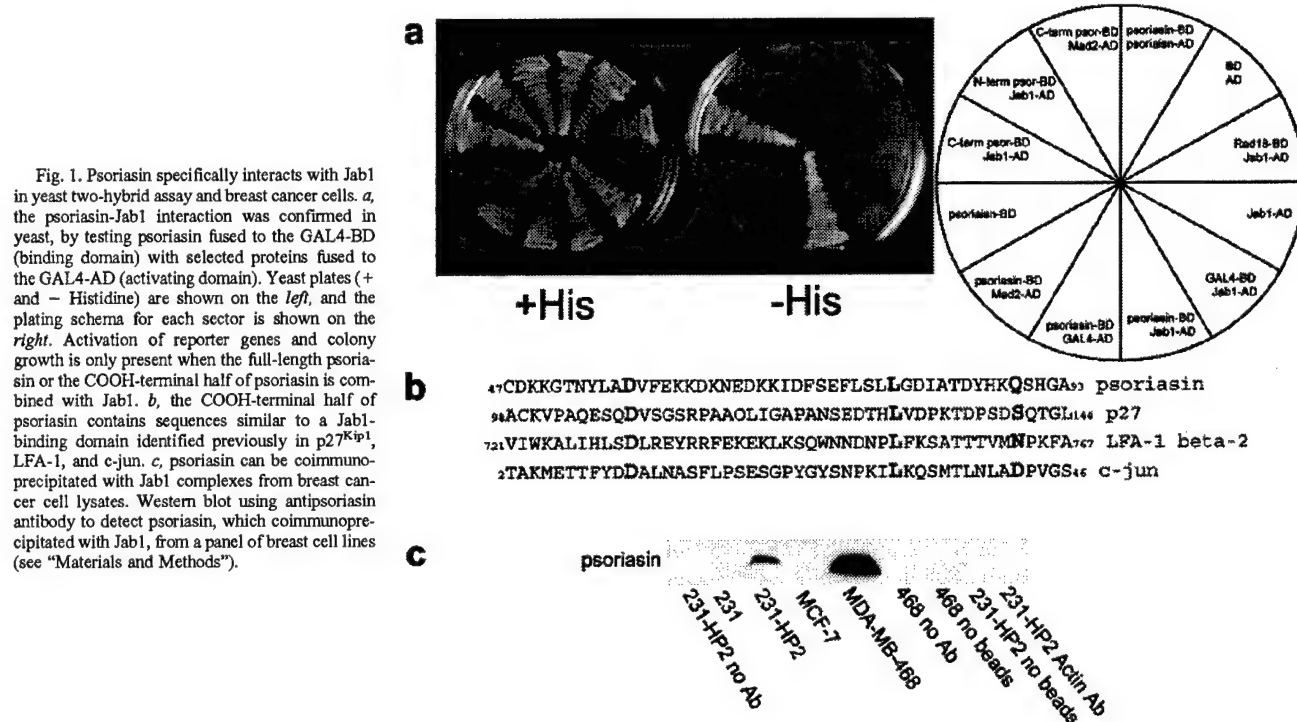 Fig. 1. Psoriasin specifically interacts with Jab1
in yeast two-hybrid assay and breast cancer cells. a,
the psoriasin-Jab1 interaction was confirmed in
yeast, by testing psoriasin fused to the GAL4-BD
(binding domain) with selected proteins fused to
the GAL4-AD (activating domain). Yeast plates (+
and − Histidine) are shown on the left, and the
plating schema for each sector is shown on the
right. Activation of reporter genes and colony
growth is only present when the full-length psoria-
sin or the COOH-terminal half of psoriasin is com-
bined with Jab1. b, the COOH-terminal half of
psoriasin contains sequences similar to a Jab1-
binding domain identified previously in p27Kip1,
LFA-1, and c-jun. c, psoriasin can be coimmuno-
precipitated with Jab1 complexes from breast can-
cer cell lysates. Western blot using antipsoriasin
antibody to detect psoriasin, which coimmunopre-
cipitated with Jab1, from a panel of breast cell lines
(see "Materials and Methods").
a
+His
-His
C-term psor-BD
Mad2-AD
psoriasin-BD
psoriasin-AD
BD
AD
Rad18-BD
Jab1-AD
Jab1-AD
GAL4-BD
Jab1-AD
psoriasin-BD
Jab1-AD
psoriasin-BD
GAL4-AD
psoriasin-BD
Mad2-AD
psoriasin-BD
C-term psor-BD
Jab1-AD
N-term psor-BD
Jab1-AD
b
47CDKKGTNYLADVFEKKDKNEDKKIDFSEFLSLLGDIATDYHKQSHGA93 psoriasin
98ACKVPAQESQDVSGSRPAAOLIGAPANSEDTHLVDPKTDPSDSQTGL144 p27
721VIWKALIHLSDLREYRRFEKEKLKSQWNNDNPLFKSATTTVMNPKFA767 LFA-1 beta-2
2TAKMETTFYDDALNASFLPSESGPYGYSNPKILKQSMTLNLADPVGS46 c-jun
c
psoriasin
231-HP2 no Ab
231
231-HP2
MCF-7
MDA-MB-468
468 no Ab
468 no beads
231-HP2 no beads
231-HP2 Actin Ab